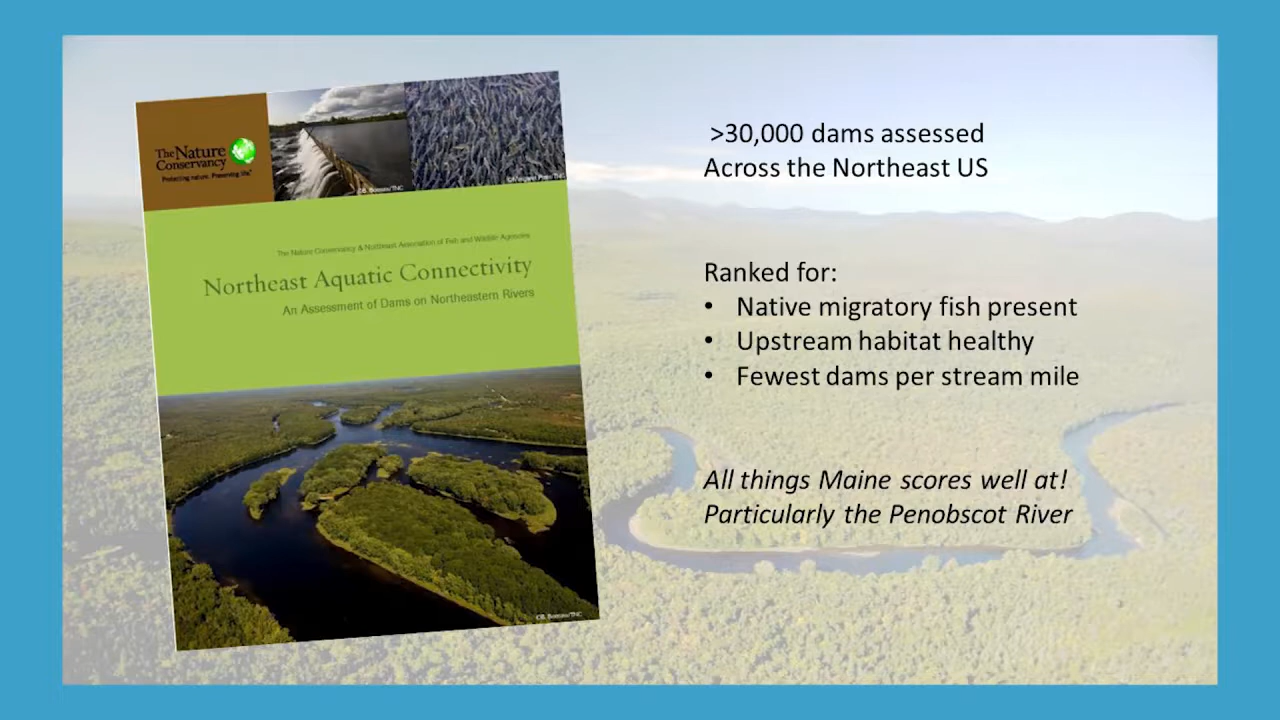 The Nature
Conservancy
Protecting nature. Preserving life.
©B. Bussiere/TNC
The Nature Conservancy & Northeast Association of Fish and Wildlife Agencies
Northeast Aquatic Connectivity
An Assessment of Dams on Northeastern Rivers
>30,000 dams assessed
Across the Northeast US
Ranked for:
• Native migratory fish present
• Upstream habitat healthy
• Fewest dams per stream mile
All things Maine scores well at!
Particularly the Penobscot River